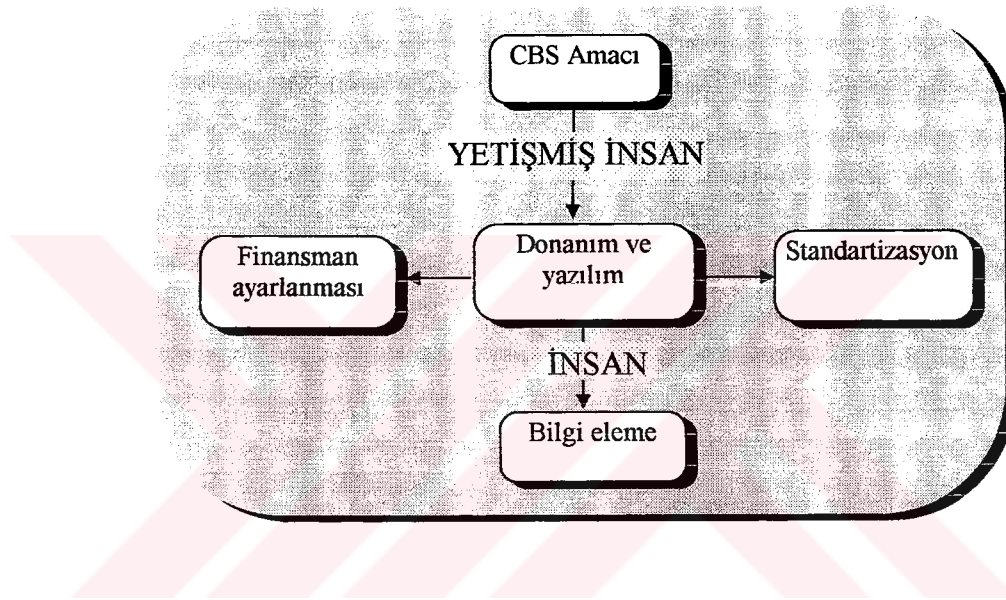 CBS Amacı
YETİŞMİŞ İNSAN
Finansman
ayarlanması
Donanım ve
yazılım
Standartizasyon
İNSAN
Bilgi eleme